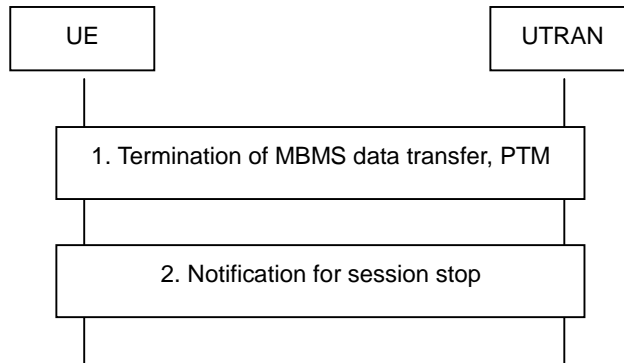 UE
UTRAN
1. Termination of MBMS data transfer, PTM
2. Notification for session stop